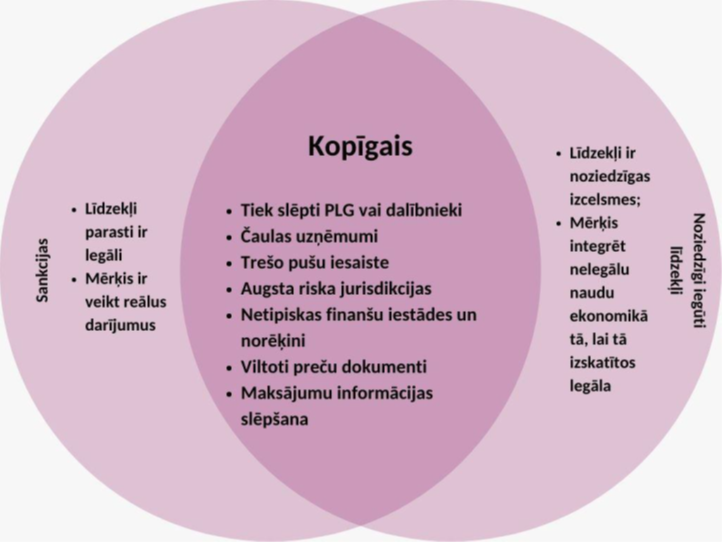 Sankcijas
• Līdzekļi
parasti ir
legāli
• Mērķis ir
veikt reālus
darījumus
Kopīgais
• Tiek slēpti PLG vai dalībnieki
• Čaulas uzņēmumi
• Trešo pušu iesaiste
• Augsta riska jurisdikcijas
• Netipiskas finanšu iestādes un
norēķini
• Viltoti preču dokumenti
• Maksājumu informācijas
slēpšana
• Līdzekļi ir
noziedzīgas
izcelsmes;
• Mērķis
integrēt
nelegālu
naudu
ekonomikā
tā, lai tā
izskatītos
legāla
Noziedzīgi iegūti
līdzekļi